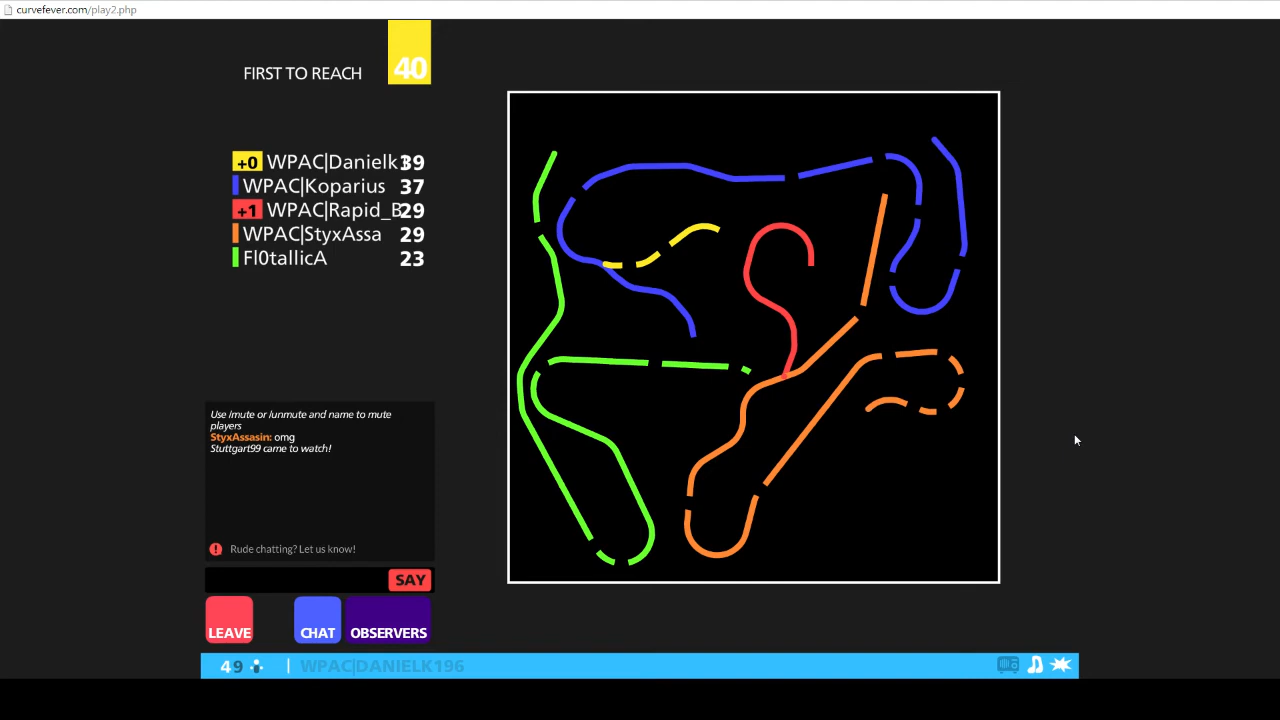 curvefever.com/play2.php
FIRST TO REACH 40
+0 WPAC|Danielk 39
WPAC|Koparius 37
+1 WPAC|Rapid_B 29
WPAC|StyxAssa 29
Fl0tallicA 23
Use /mute or /unmute and name to mute
players
StyxAssasin: omg
Stuttgart99 came to watch!
Rude chatting? Let us know!
SAY
LEAVE CHAT OBSERVERS
49 WPAC|DANIELK196